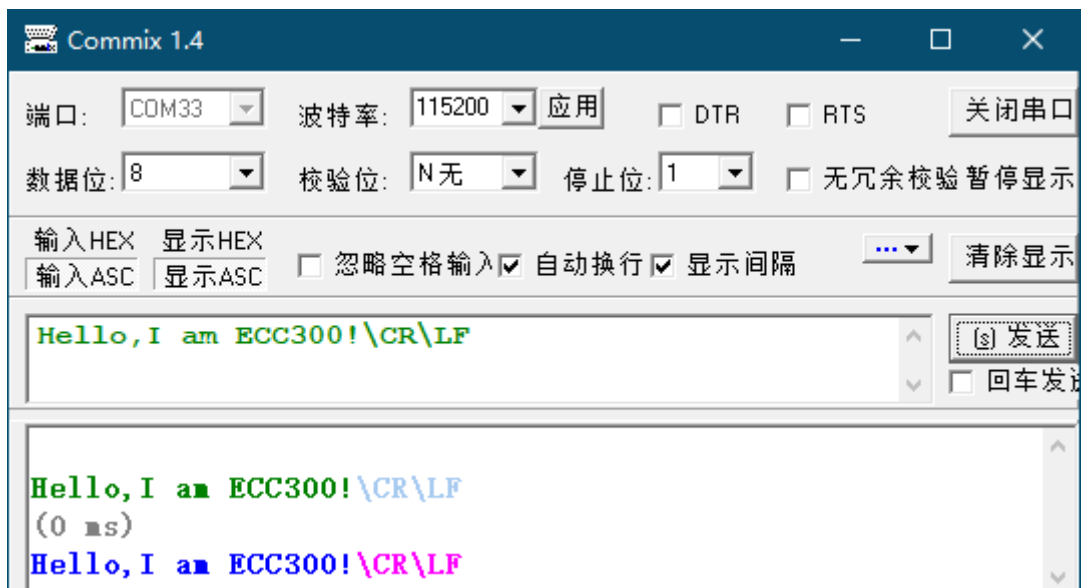 Commix 1.4
端口: COM33 波特率: 115200 应用 DTR RTS 关闭串口
数据位: 8 校验位: N无 停止位: 1 无冗余校验 暂停显示
输入HEX 显示HEX
输入ASC 显示ASC 忽略空格输入 自动换行 显示间隔 ... 清除显示
Hello,I am ECC300!\CR\LF
(s) 发送
回车发送
Hello,I am ECC300!\CR\LF
(0 ms)
Hello,I am ECC300!\CR\LF